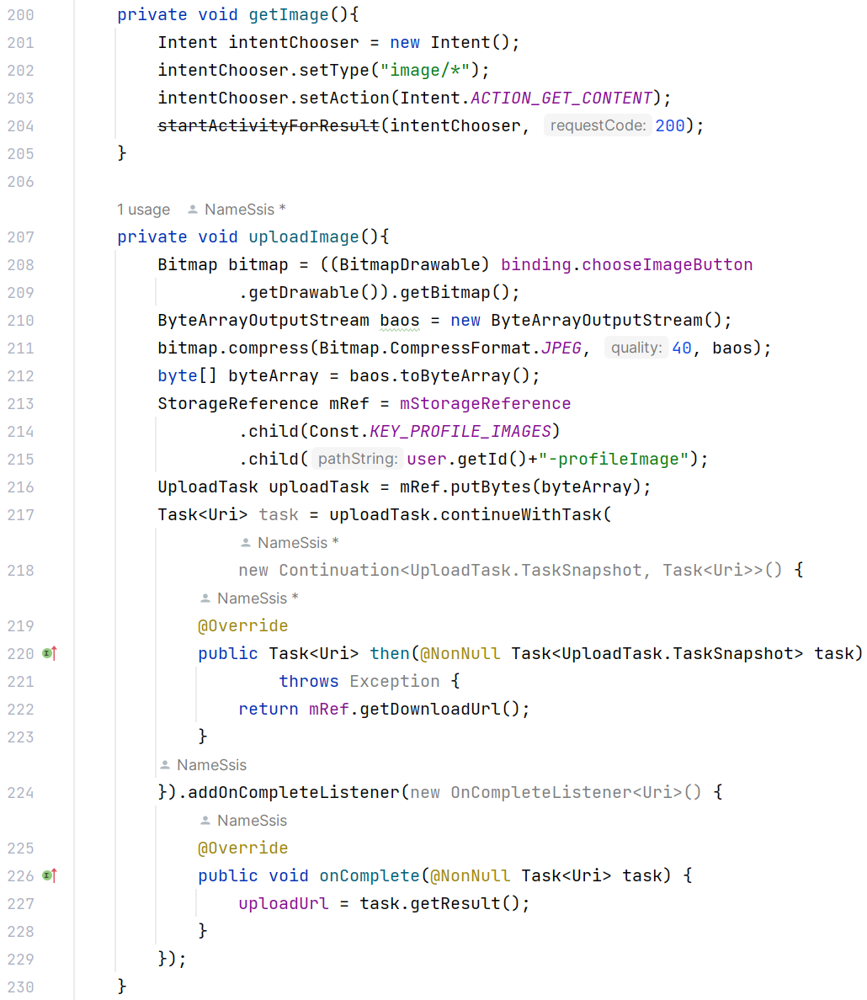 200 private void getImage(){
201 Intent intentChooser = new Intent();
202 intentChooser.setType("image/*");
203 intentChooser.setAction(Intent.ACTION_GET_CONTENT);
204 startActivityForResult(intentChooser, requestCode: 200);
205 }
206
1 usage NameSsis *
207 private void uploadImage(){
208 Bitmap bitmap = ((BitmapDrawable) binding.chooseImageButton
209 .getDrawable()).getBitmap();
210 ByteArrayOutputStream baos = new ByteArrayOutputStream();
211 bitmap.compress(Bitmap.CompressFormat.JPEG, quality: 40, baos);
212 byte[] byteArray = baos.toByteArray();
213 StorageReference mRef = mStorageReference
214 .child(Const.KEY_PROFILE_IMAGES)
215 .child( pathString: user.getId()+"-profileImage");
216 UploadTask uploadTask = mRef.putBytes(byteArray);
217 Task<Uri> task = uploadTask.continueWithTask(
NameSsis *
218 new Continuation<UploadTask.TaskSnapshot, Task<Uri>>() {
NameSsis *
219 @Override
220 public Task<Uri> then(@NonNull Task<UploadTask.TaskSnapshot> task)
221 throws Exception {
222 return mRef.getDownloadUrl();
223 }
NameSsis
224 }).addOnCompleteListener(new OnCompleteListener<Uri>() {
NameSsis
225 @Override
226 public void onComplete(@NonNull Task<Uri> task) {
227 uploadUrl = task.getResult();
228 }
229 });
230 }